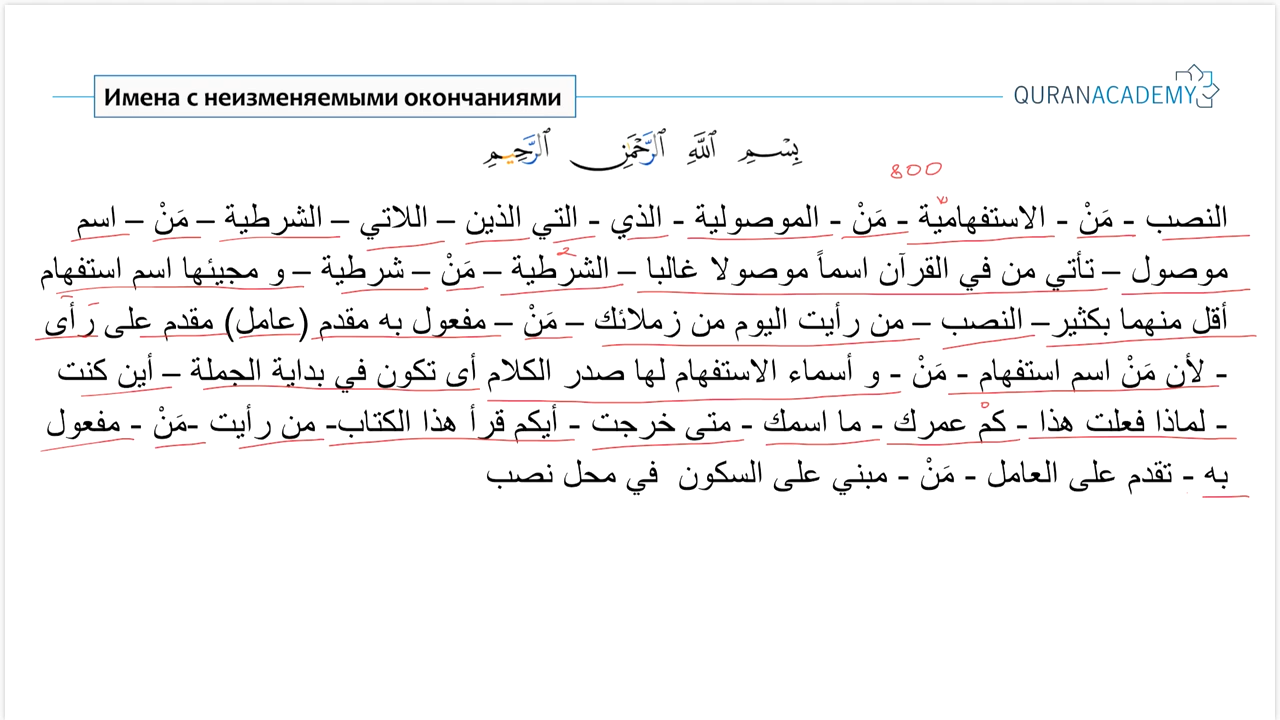 Имена с неизменяемыми окончаниями
QURANACADEMY
بِسْمِ اللَّهِ الرَّحْمَٰنِ الرَّحِيمِ
800
النصب - مَنْ - الاستفهامية - مَنْ - الموصولية - الذي - التي الذين – اللاتي – الشرطية – مَنْ – اسم
موصول – تأتي من في القرآن اسماً موصولا غالبا – الشرطية – مَنْ – شرطية – و مجيئها اسم استفهام
أقل منهما بكثير– النصب – من رأيت اليوم من زملائك – مَنْ – مفعول به مقدم (عامل) مقدم على رَأَى
- لأن مَنْ اسم استفهام - مَنْ - و أسماء الاستفهام لها صدر الكلام أى تكون في بداية الجملة – أين كنت
- لماذا فعلت هذا - كمْ عمرك - ما اسمك - متى خرجت - أيكم قرأ هذا الكتاب- من رأيت -مَنْ - مفعول
به - تقدم على العامل - مَنْ - مبني على السكون في محل نصب